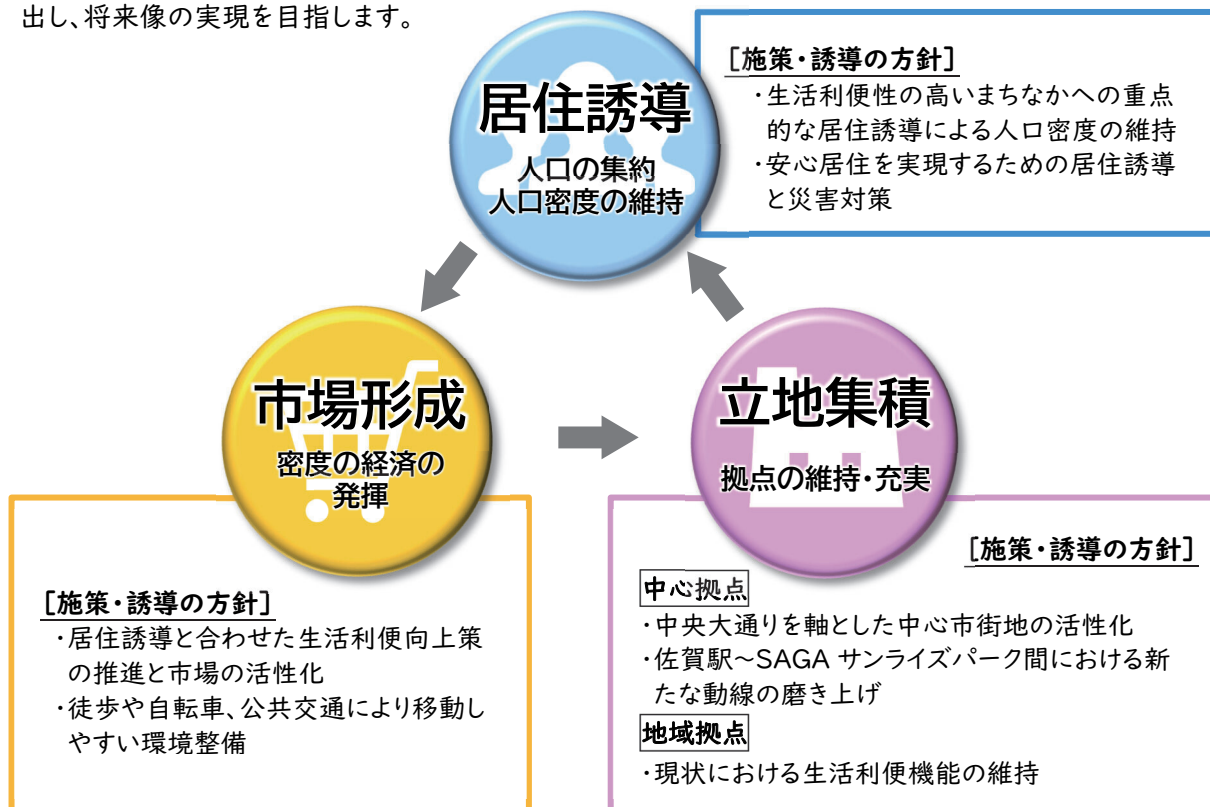 出し、将来像の実現を目指します。
居住誘導
人口の集約
人口密度の維持
[施策・誘導の方針]
・生活利便性の高いまちなかへの重点
的な居住誘導による人口密度の維持
・安心居住を実現するための居住誘導
と災害対策
市場形成
密度の経済の
発揮
[施策・誘導の方針]
・居住誘導と合わせた生活利便向上策
の推進と市場の活性化
・徒歩や自転車、公共交通により移動し
やすい環境整備
立地集積
拠点の維持・充実
[施策・誘導の方針]
中心拠点
・中央大通りを軸とした中心市街地の活性化
・佐賀駅～SAGA サンライズパーク間における新
たな動線の磨き上げ
地域拠点
・現状における生活利便機能の維持